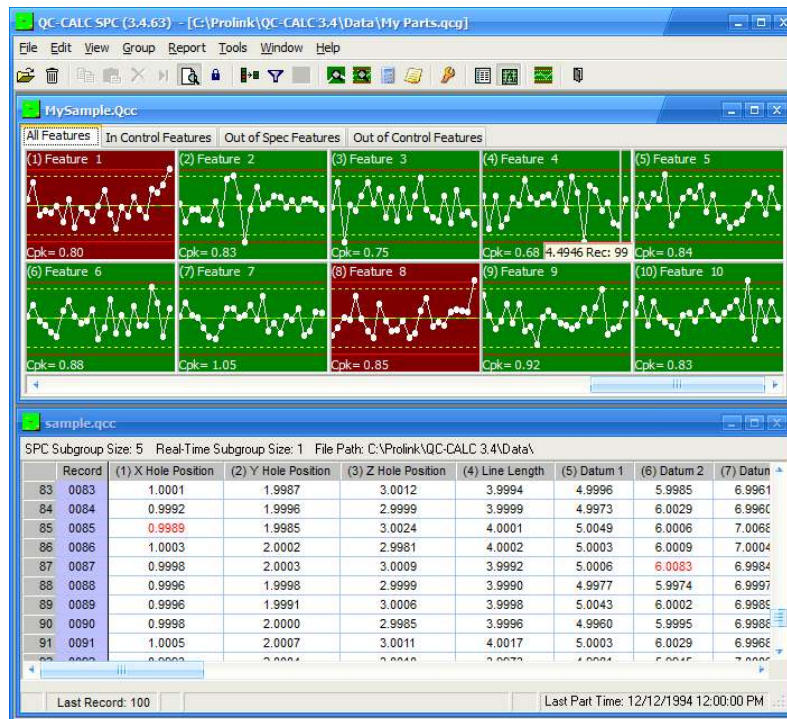 QC-CALC SPC (3.4.63) - [C:\Prolink\QC-CALC 3.4\Data\My Parts.qcg]
File Edit View Group Report Tools Window Help
MySample.Qcc
All Features In Control Features Out of Spec Features Out of Control Features
(1) Feature 1 (2) Feature 2 (3) Feature 3 (4) Feature 4 (5) Feature 5
Cpk= 0.80 Cpk= 0.83 Cpk= 0.75 Cpk= 0.68 4.4946 Rec: 99 Cpk= 0.84
(6) Feature 6 (7) Feature 7 (8) Feature 8 (9) Feature 9 (10) Feature 10
Cpk= 0.88 Cpk= 1.05 Cpk= 0.85 Cpk= 0.92 Cpk= 0.83
sample.qcc
SPC Subgroup Size: 5 Real-Time Subgroup Size: 1 File Path: C:\Prolink\QC-CALC 3.4\Data\
Record (1) X Hole Position (2) Y Hole Position (3) Z Hole Position (4) Line Length (5) Datum 1 (6) Datum 2 (7) Datum
83 0083 1.0001 1.9987 3.0012 3.9994 4.9996 5.9985 6.9961
84 0084 0.9992 1.9996 2.9999 3.9999 4.9973 6.0029 6.9960
85 0085 0.9989 1.9985 3.0024 4.0001 5.0049 6.0006 7.0068
86 0086 1.0003 2.0002 2.9981 4.0002 5.0003 6.0009 7.0004
87 0087 0.9998 2.0003 3.0009 3.9992 5.0006 6.0083 6.9984
88 0088 0.9996 1.9998 2.9999 3.9990 4.9977 5.9974 6.9997
89 0089 0.9996 1.9991 3.0006 3.9998 5.0043 6.0002 6.9989
90 0090 0.9998 2.0000 2.9985 3.9996 4.9960 5.9995 6.9988
91 0091 1.0005 2.0007 3.0011 4.0017 5.0003 6.0029 6.9968
Last Record: 100 Last Part Time: 12/12/1994 12:00:00 PM